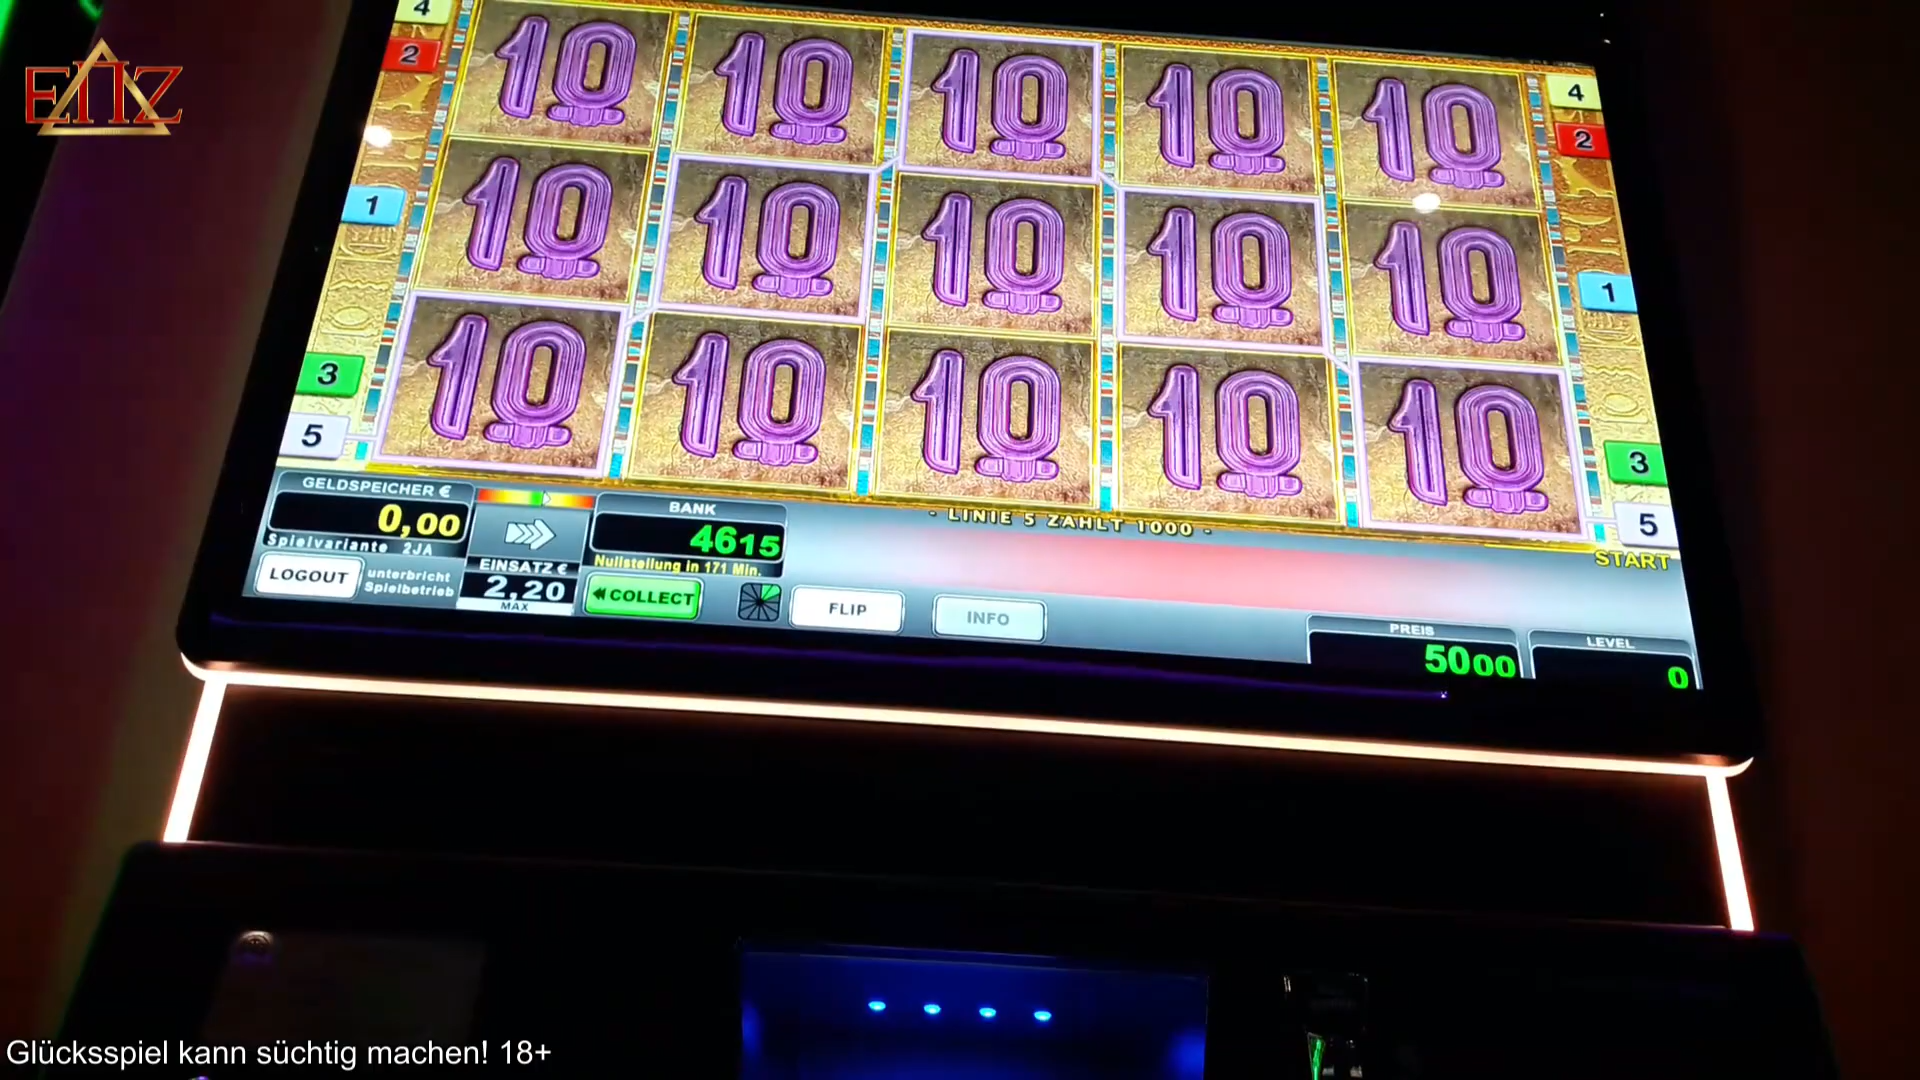 4
2
10 10 10 10 10
4
2
ENZ
1
10 10 10 10 10
1
3
10 10 10 10 10
3
5
5
GELDSPEICHER €
0,00
Spielvariante 2JA
BANK
4615
Nullstellung in 171 Min.
- LINIE 5 ZAHLT 1000 -
START
LOGOUT
unterbricht
Spielbetrieb
EINSATZ €
2,20
MAX
COLLECT
FLIP
INFO
PREIS
5000
LEVEL
0
Glücksspiel kann süchtig machen! 18+